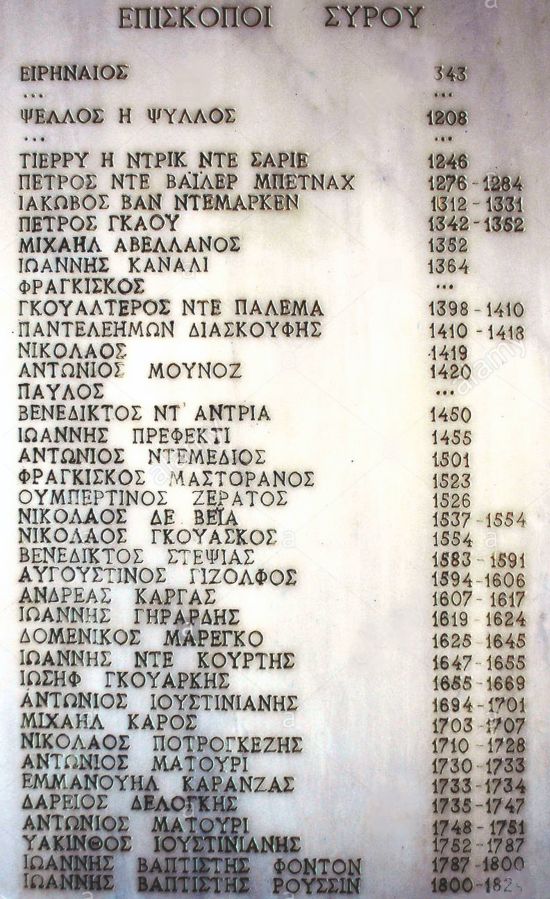 ΕΠΙΣΚΟΠΟΙ ΣΥΡΟΥ
ΕΙΡΗΝΑΙΟΣ 343
... ...
ΨΕΛΛΟΣ Η ΨΥΛΛΟΣ 1208
... ...
ΤΙΕΡΡΥ Η ΝΤΡΙΚ ΝΤΕ ΣΑΡΙΕ 1246
ΠΕΤΡΟΣ ΝΤΕ ΒΑΪΛΕΡ ΜΠΕΤΝΑΧ 1276-1284
ΙΑΚΩΒΟΣ ΒΑΝ ΝΤΕΜΑΡΚΕΝ 1312-1331
ΠΕΤΡΟΣ ΓΚΑΟΥ 1342-1352
ΜΙΧΑΗΛ ΑΒΕΛΛΑΝΟΣ 1352
ΙΩΑΝΝΗΣ ΚΑΝΑΛΙ 1364
ΦΡΑΓΚΙΣΚΟΣ ...
ΓΚΟΥΑΛΤΕΡΟΣ ΝΤΕ ΠΑΛΕΜΑ 1398-1410
ΠΑΝΤΕΛΕΗΜΩΝ ΔΙΑΣΚΟΥΦΗΣ 1410-1418
ΝΙΚΟΛΑΟΣ 1419
ΑΝΤΩΝΙΟΣ ΜΟΥΝΟΖ 1420
ΠΑΥΛΟΣ ...
ΒΕΝΕΔΙΚΤΟΣ ΝΤ' ΑΝΤΡΙΑ 1450
ΙΩΑΝΝΗΣ ΠΡΕΦΕΚΤΙ 1455
ΑΝΤΩΝΙΟΣ ΝΤΕΜΕΔΙΟΣ 1501
ΦΡΑΓΚΙΣΚΟΣ ΜΑΣΤΟΡΑΝΟΣ 1523
ΟΥΜΠΕΡΤΙΝΟΣ ΖΕΡΑΤΟΣ 1526
ΝΙΚΟΛΑΟΣ ΔΕ ΒΕΪΑ 1537-1554
ΝΙΚΟΛΑΟΣ ΓΚΟΥΑΣΚΟΣ 1554
ΒΕΝΕΔΙΚΤΟΣ ΣΤΕΨΙΑΣ 1583-1591
ΑΥΓΟΥΣΤΙΝΟΣ ΓΙΖΟΛΦΟΣ 1594-1606
ΑΝΔΡΕΑΣ ΚΑΡΓΑΣ 1607-1617
ΙΩΑΝΝΗΣ ΓΗΡΑΡΔΗΣ 1619-1624
ΔΟΜΕΝΙΚΟΣ ΜΑΡΕΓΚΟ 1625-1645
ΙΩΑΝΝΗΣ ΝΤΕ ΚΟΥΡΤΗΣ 1647-1655
ΙΩΣΗΦ ΓΚΟΥΑΡΚΗΣ 1655-1669
ΑΝΤΩΝΙΟΣ ΙΟΥΣΤΙΝΙΑΝΗΣ 1694-1701
ΜΙΧΑΗΛ ΚΑΡΟΣ 1703-1707
ΝΙΚΟΛΑΟΣ ΠΟΤΡΟΓΚΕΖΗΣ 1710-1728
ΑΝΤΩΝΙΟΣ ΜΑΤΟΥΡΙ 1730-1733
ΕΜΜΑΝΟΥΗΛ ΚΑΡΑΝΖΑΣ 1733-1734
ΔΑΡΕΙΟΣ ΔΕΛΟΓΚΗΣ 1735-1747
ΑΝΤΩΝΙΟΣ ΜΑΤΟΥΡΙ 1748-1751
ΥΑΚΙΝΘΟΣ ΙΟΥΣΤΙΝΙΑΝΗΣ 1752-1787
ΙΩΑΝΝΗΣ ΒΑΠΤΙΣΤΗΣ ΦΟΝΤΟΝ 1787-1800
ΙΩΑΝΝΗΣ ΒΑΠΤΙΣΤΗΣ ΡΟΥΣΣΙΝ 1800-